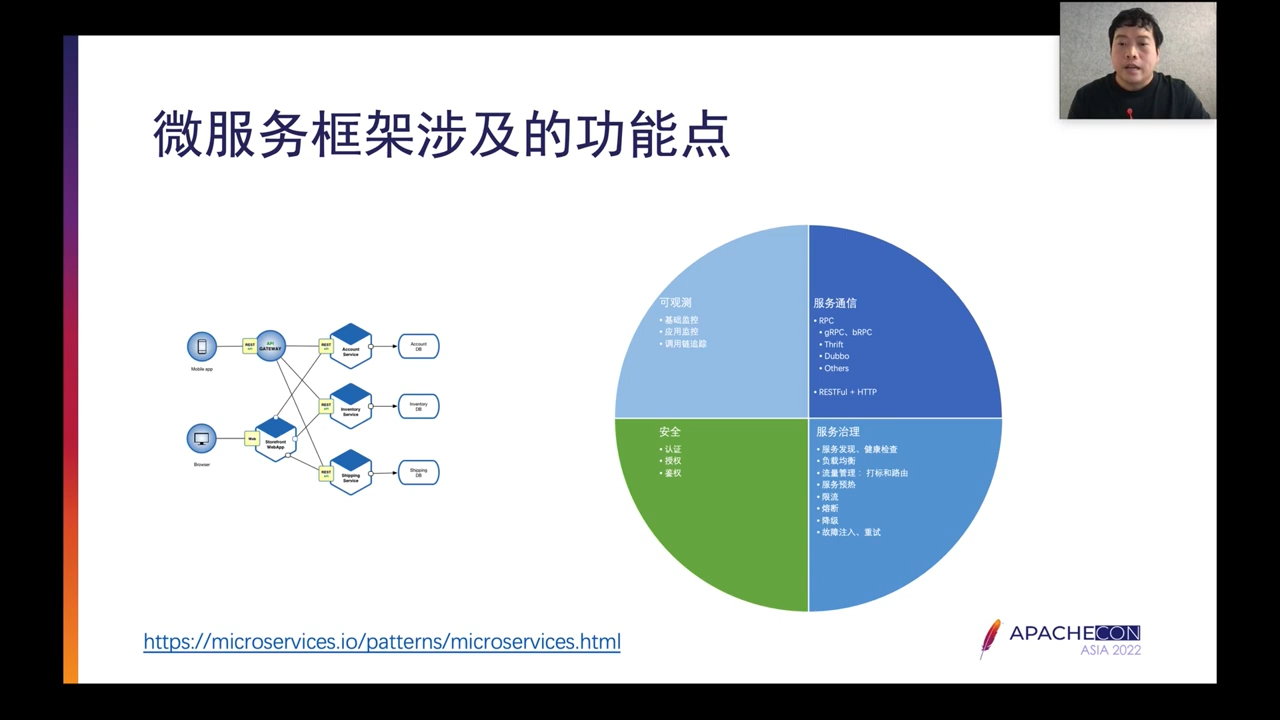 微服务框架涉及的功能点
Mobile app
REST
API
API
GATEWAY
REST
API
Account
Service
Account
DB
REST
API
Inventory
Service
Inventory
DB
Browser
Web
Storefront
WebApp
REST
API
Shipping
Service
Shipping
DB
可观测
• 基础监控
• 应用监控
• 调用链追踪
服务通信
• RPC
• gRPC、bRPC
• Thrift
• Dubbo
• Others
• RESTFul + HTTP
安全
• 认证
• 授权
• 鉴权
服务治理
• 服务发现、健康检查
• 负载均衡
• 流量管理： 打标和路由
• 服务预热
• 限流
• 熔断
• 降级
• 故障注入、重试
https://microservices.io/patterns/microservices.html
APACHECON
ASIA 2022